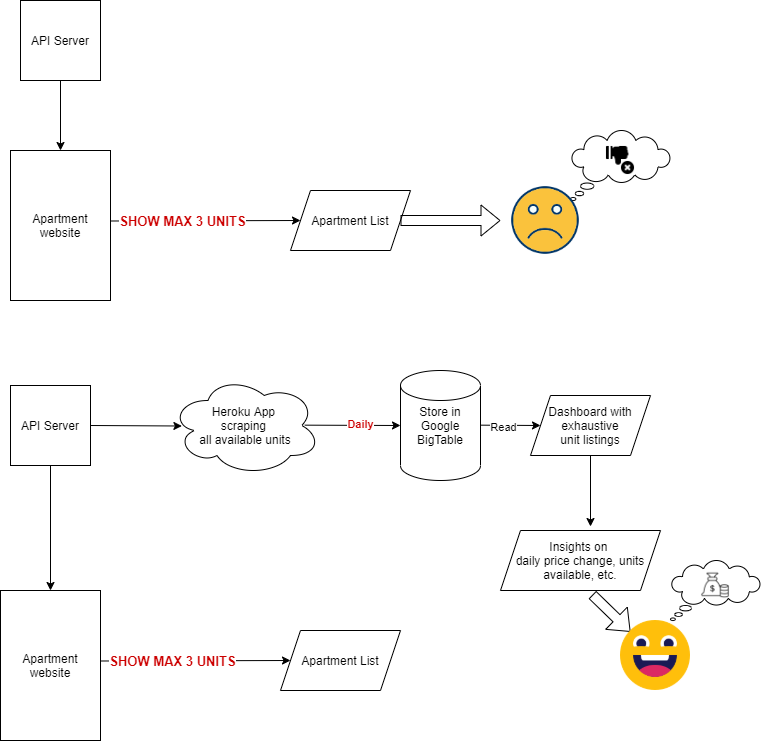 API Server
Apartment
website
SHOW MAX 3 UNITS
Apartment List
API Server
Heroku App
scraping
all available units
Daily
Store in
Google
BigTable
Read
Dashboard with
exhaustive
unit listings
Insights on
daily price change, units
available, etc.
$
Apartment
website
SHOW MAX 3 UNITS
Apartment List